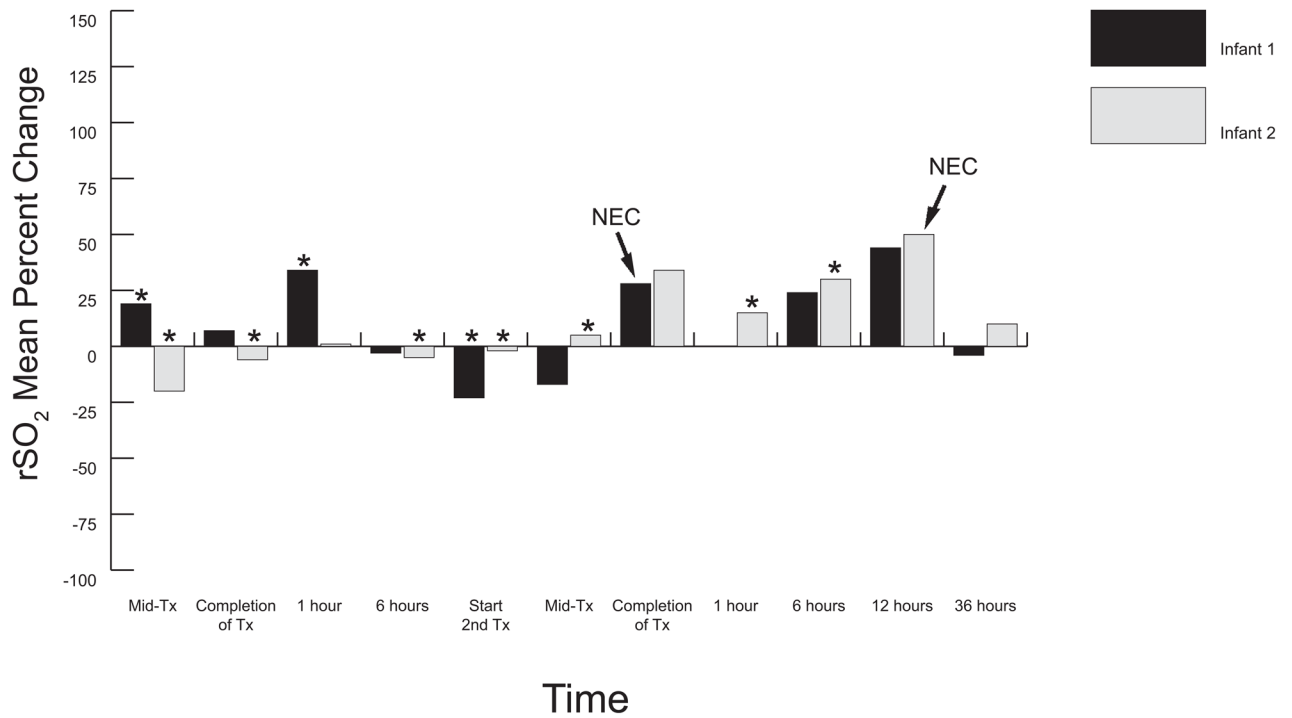 150
125
100
75
50
25
0
-25
-50
-75
-100
rSO2 Mean Percent Change
Infant 1
Infant 2
NEC
NEC
*
*
*
*
*
*
*
*
*
*
Mid-Tx
Completion
of Tx
1 hour
6 hours
Start
2nd Tx
Mid-Tx
Completion
of Tx
1 hour
6 hours
12 hours
36 hours
Time